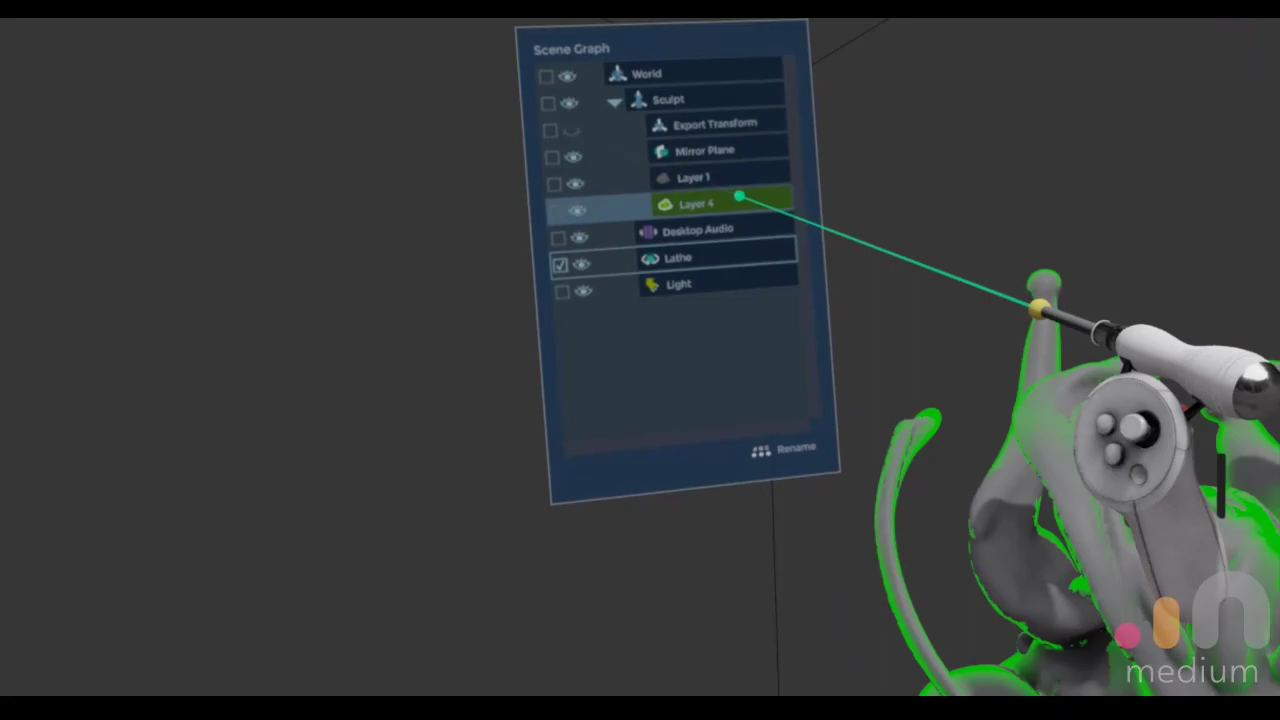 Scene Graph
World
Sculpt
Export Transform
Mirror Plane
Layer 1
Layer 4
Desktop Audio
Lathe
Light
Rename
medium